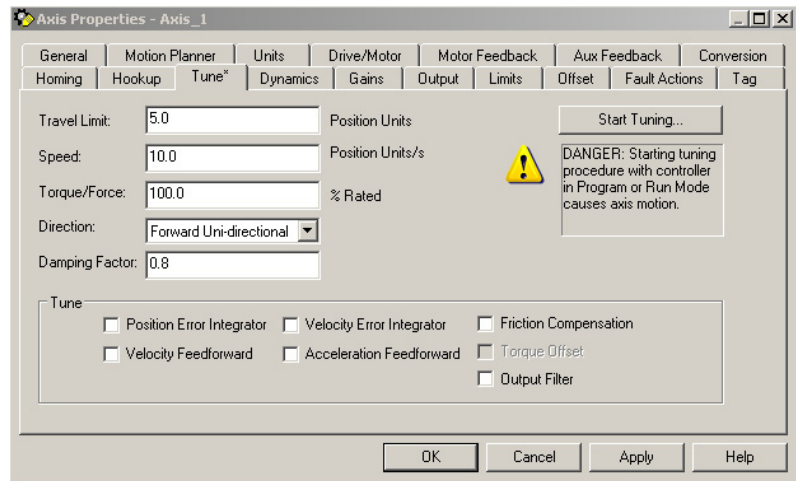 Axis Properties - Axis_1
General Motion Planner Units Drive/Motor Motor Feedback Aux Feedback Conversion
Homing Hookup Tune* Dynamics Gains Output Limits Offset Fault Actions Tag
Travel Limit: 5.0 Position Units
Speed: 10.0 Position Units/s
Torque/Force: 100.0 % Rated
Direction: Forward Uni-directional
Damping Factor: 0.8
Start Tuning...
DANGER: Starting tuning
procedure with controller
in Program or Run Mode
causes axis motion.
Tune
Position Error Integrator Velocity Error Integrator Friction Compensation
Velocity Feedforward Acceleration Feedforward Torque Offset
Output Filter
OK Cancel Apply Help